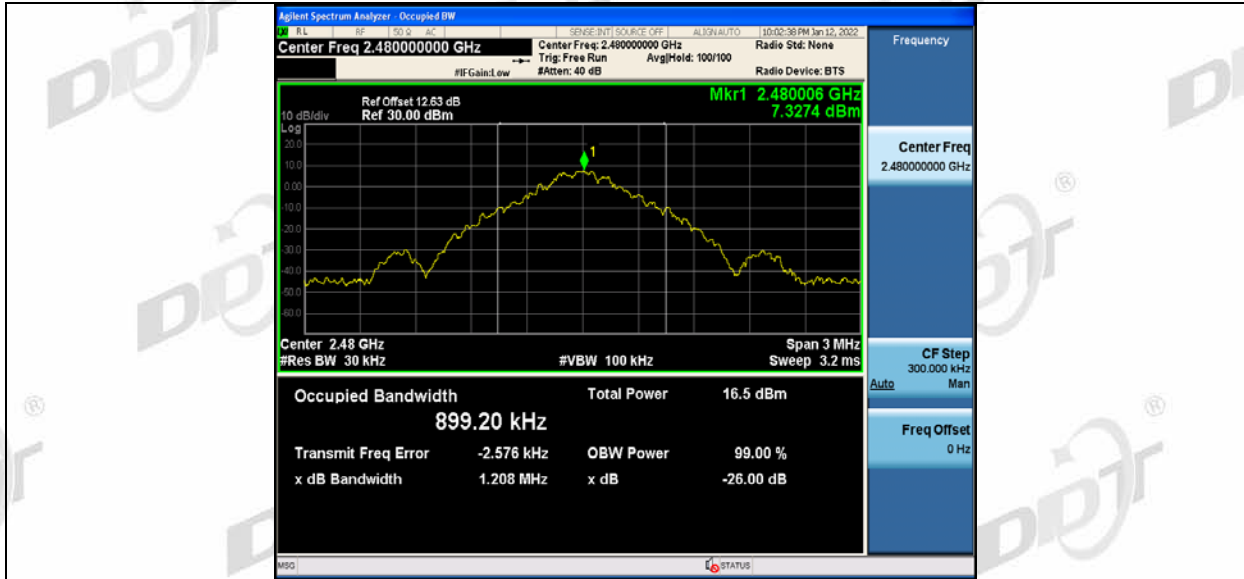 Agilent Spectrum Analyzer - Occupied BW
RL RF 50 Ω AC SENSE:INT SOURCE OFF ALIGN AUTO 10:02:38 PM Jan 12, 2022
Center Freq 2.480000000 GHz Center Freq: 2.480000000 GHz Radio Std: None
Trig: Free Run Avg|Hold: 100/100
#IFGain:Low #Atten: 40 dB Radio Device: BTS
Frequency
Mkr1 2.480006 GHz
7.3274 dBm
Ref Offset 12.63 dB
10 dB/div Ref 30.00 dBm
Log
20.0
10.0
0.00
-10.0
-20.0
-30.0
-40.0
-50.0
-60.0
1
Center Freq
2.480000000 GHz
Center 2.48 GHz Span 3 MHz
#Res BW 30 kHz #VBW 100 kHz Sweep 3.2 ms
CF Step
300.000 kHz
Auto Man
Occupied Bandwidth Total Power 16.5 dBm
899.20 kHz
Transmit Freq Error -2.576 kHz OBW Power 99.00 %
x dB Bandwidth 1.208 MHz x dB -26.00 dB
Freq Offset
0 Hz
MSG STATUS
DDT
®